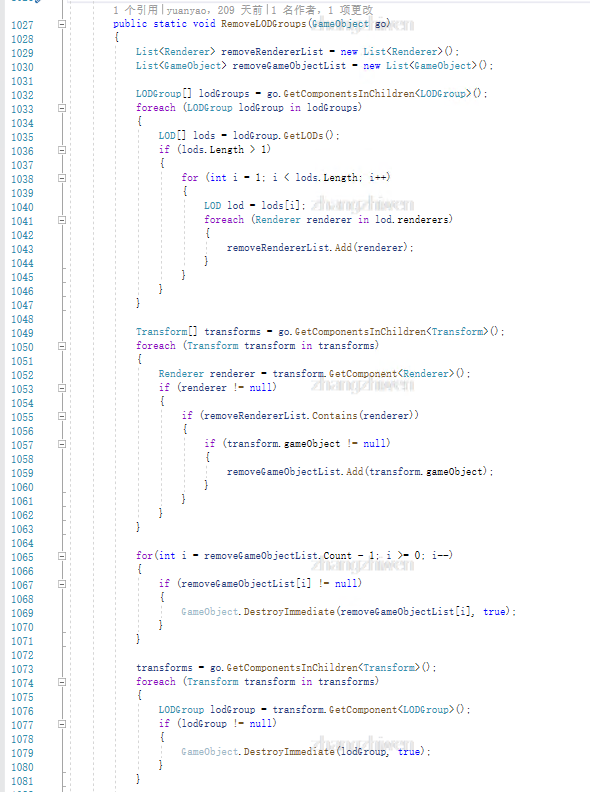 1 个引用|yuanyao, 209 天前|1 名作者, 1 项更改
1027 public static void RemoveLODGroups(GameObject go)
1028 {
1029 List<Renderer> removeRendererList = new List<Renderer>();
1030 List<GameObject> removeGameObjectList = new List<GameObject>();
1031
1032 LODGroup[] lodGroups = go.GetComponentsInChildren<LODGroup>();
1033 foreach (LODGroup lodGroup in lodGroups)
1034 {
1035 LOD[] lods = lodGroup.GetLODs();
1036 if (lods.Length > 1)
1037 {
1038 for (int i = 1; i < lods.Length; i++)
1039 {
1040 LOD lod = lods[i];
1041 foreach (Renderer renderer in lod.renderers)
1042 {
1043 removeRendererList.Add(renderer);
1044 }
1045 }
1046 }
1047 }
1048
1049 Transform[] transforms = go.GetComponentsInChildren<Transform>();
1050 foreach (Transform transform in transforms)
1051 {
1052 Renderer renderer = transform.GetComponent<Renderer>();
1053 if (renderer != null)
1054 {
1055 if (removeRendererList.Contains(renderer))
1056 {
1057 if (transform.gameObject != null)
1058 {
1059 removeGameObjectList.Add(transform.gameObject);
1060 }
1061 }
1062 }
1063 }
1064
1065 for(int i = removeGameObjectList.Count - 1; i >= 0; i--)
1066 {
1067 if (removeGameObjectList[i] != null)
1068 {
1069 GameObject.DestroyImmediate(removeGameObjectList[i], true);
1070 }
1071 }
1072
1073 transforms = go.GetComponentsInChildren<Transform>();
1074 foreach (Transform transform in transforms)
1075 {
1076 LODGroup lodGroup = transform.GetComponent<LODGroup>();
1077 if (lodGroup != null)
1078 {
1079 GameObject.DestroyImmediate(lodGroup, true);
1080 }
1081 }